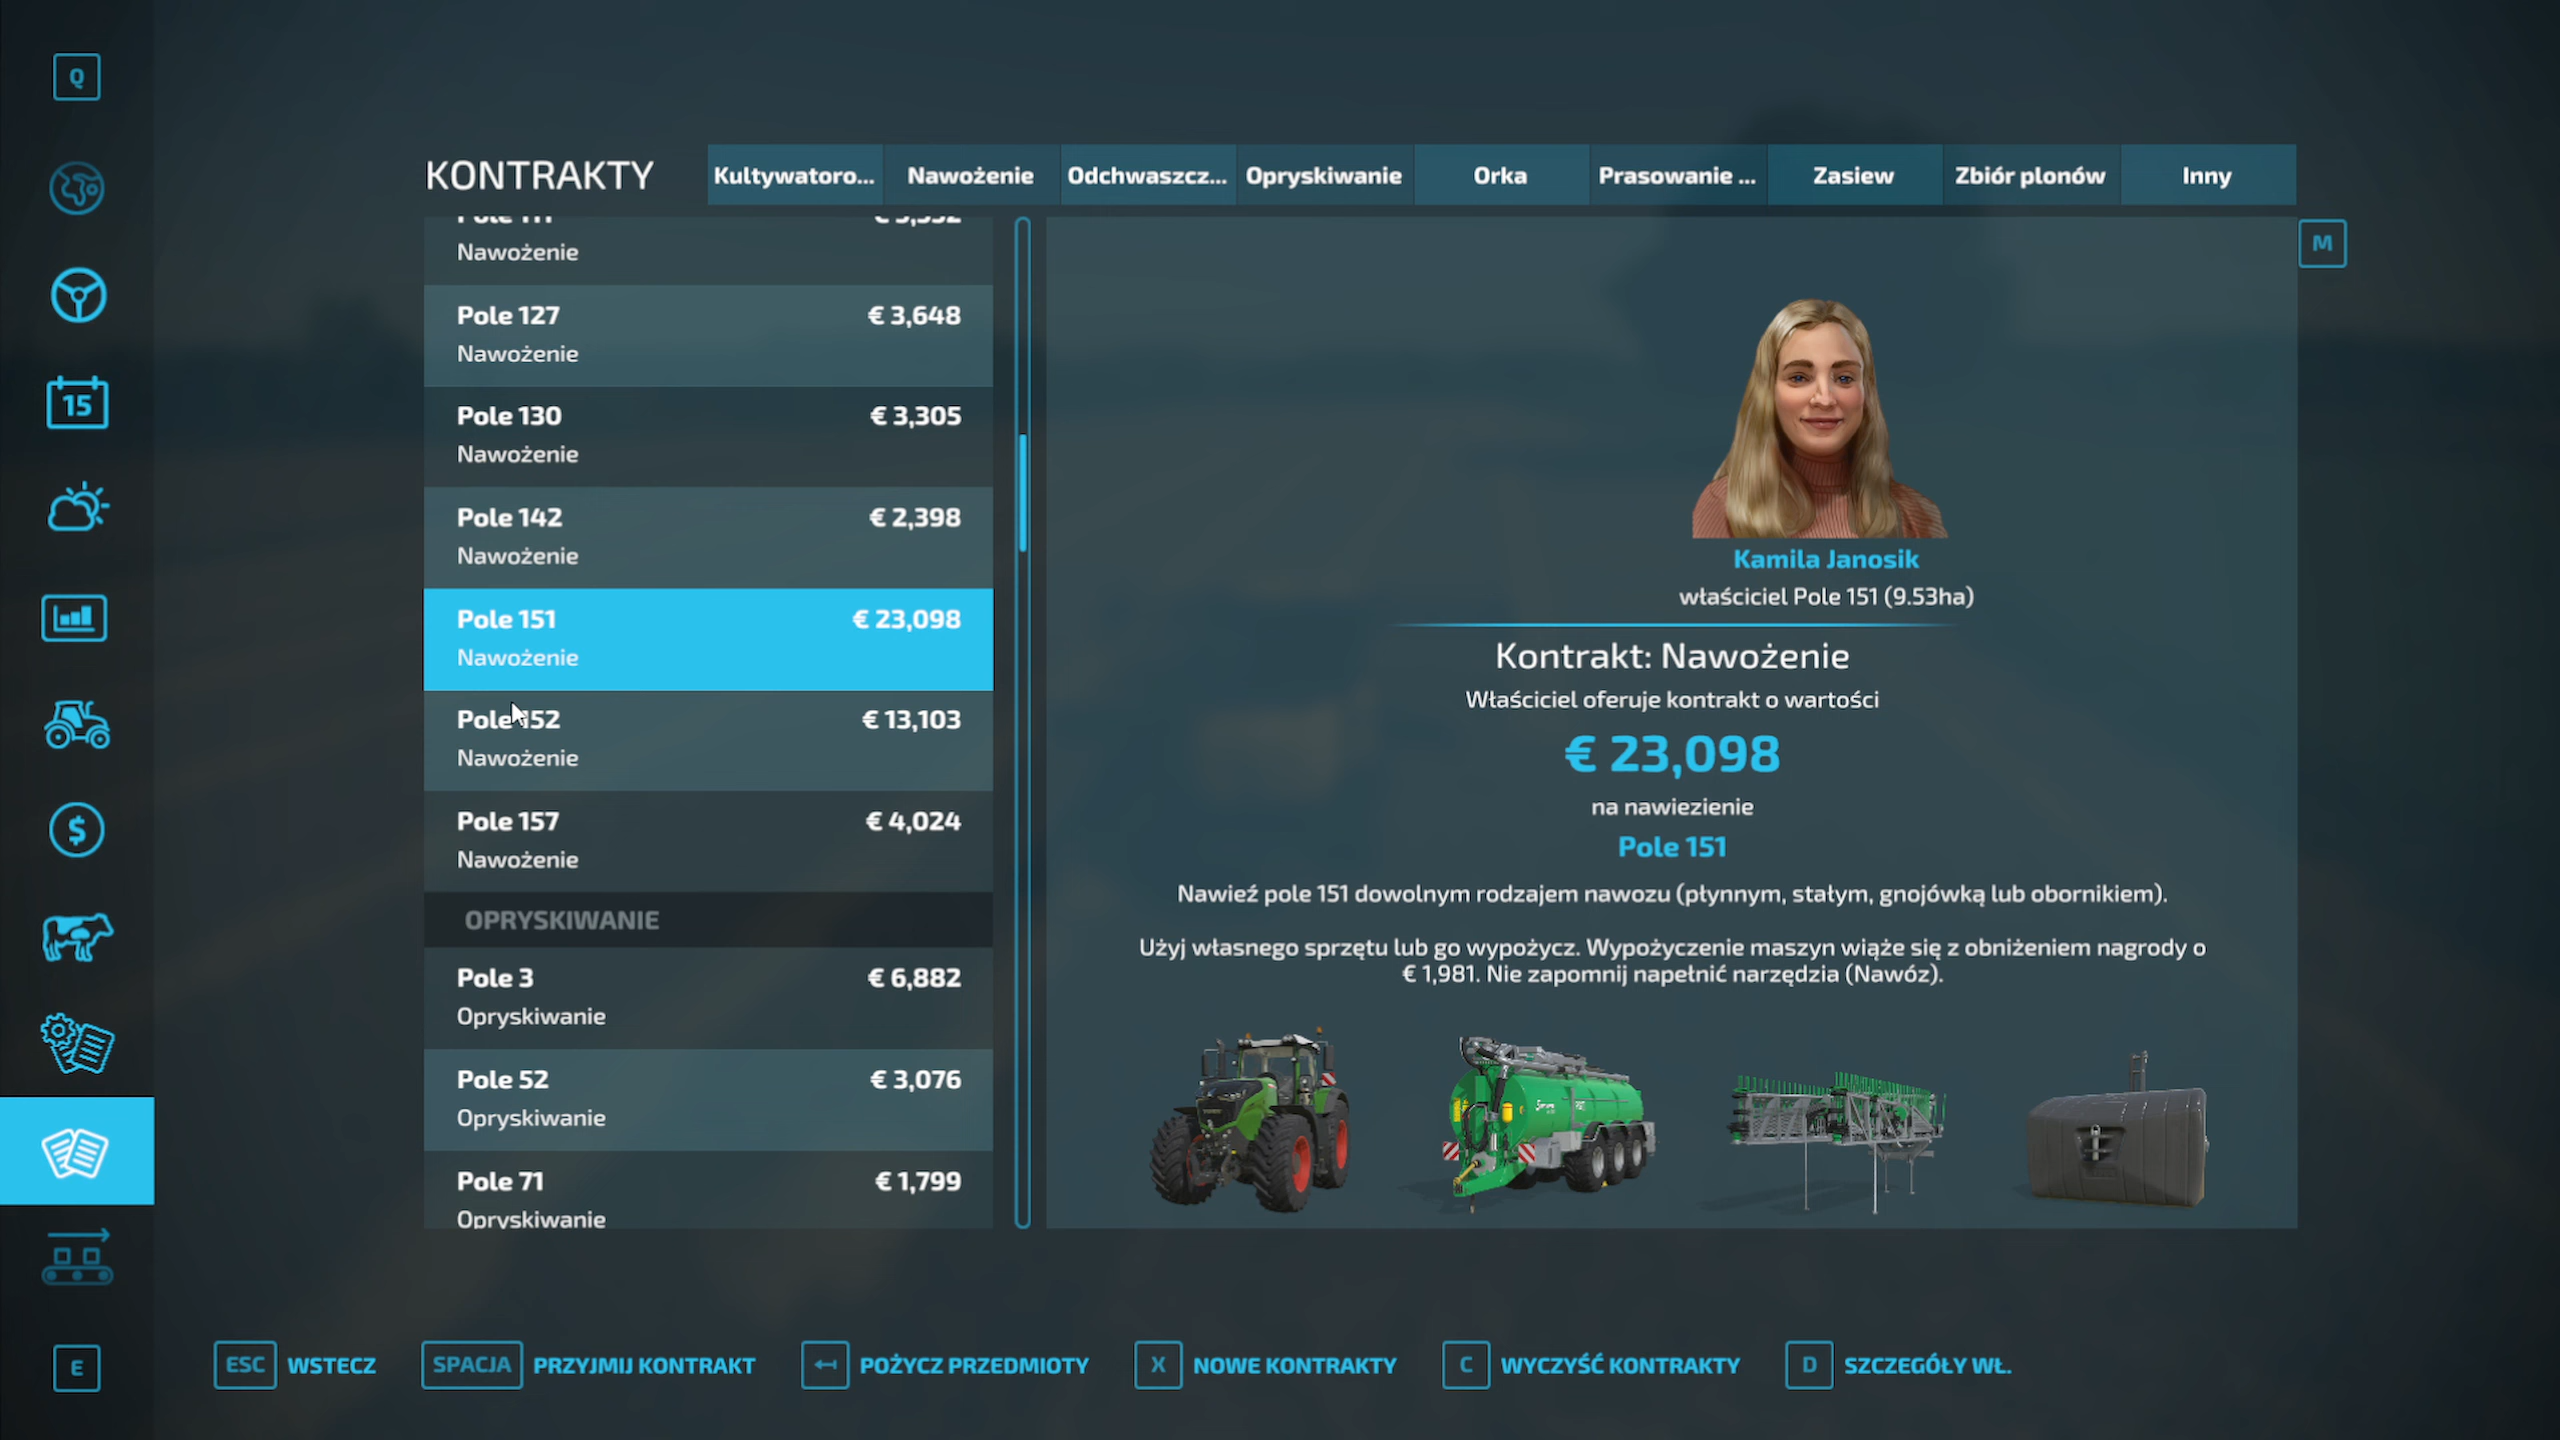 Q
KONTRAKTY
Kultywatoro...
Nawożenie
Odchwaszcz...
Opryskiwanie
Orka
Prasowanie ...
Zasiew
Zbiór plonów
Inny
M
15
Nawożenie
Pole 127 € 3,648
Nawożenie
Pole 130 € 3,305
Nawożenie
Pole 142 € 2,398
Nawożenie
Pole 151 € 23,098
Nawożenie
Pole 152 € 13,103
Nawożenie
Pole 157 € 4,024
Nawożenie
OPRYSKIWANIE
Pole 3 € 6,882
Opryskiwanie
Pole 52 € 3,076
Opryskiwanie
Pole 71 € 1,799
Opryskiwanie
Kamila Janosik
właściciel Pole 151 (9.53ha)
Kontrakt: Nawożenie
Właściciel oferuje kontrakt o wartości
€ 23,098
na nawiezienie
Pole 151
Nawieź pole 151 dowolnym rodzajem nawozu (płynnym, stałym, gnojówką lub obornikiem).
Użyj własnego sprzętu lub go wypożycz. Wypożyczenie maszyn wiąże się z obniżeniem nagrody o
€ 1,981. Nie zapomnij napełnić narzędzia (Nawóz).
E
ESC WSTECZ
SPACJA PRZYJMIJ KONTRAKT
POŻYCZ PRZEDMIOTY
X NOWE KONTRAKTY
C WYCZYŚĆ KONTRAKTY
D SZCZEGÓŁY WŁ.